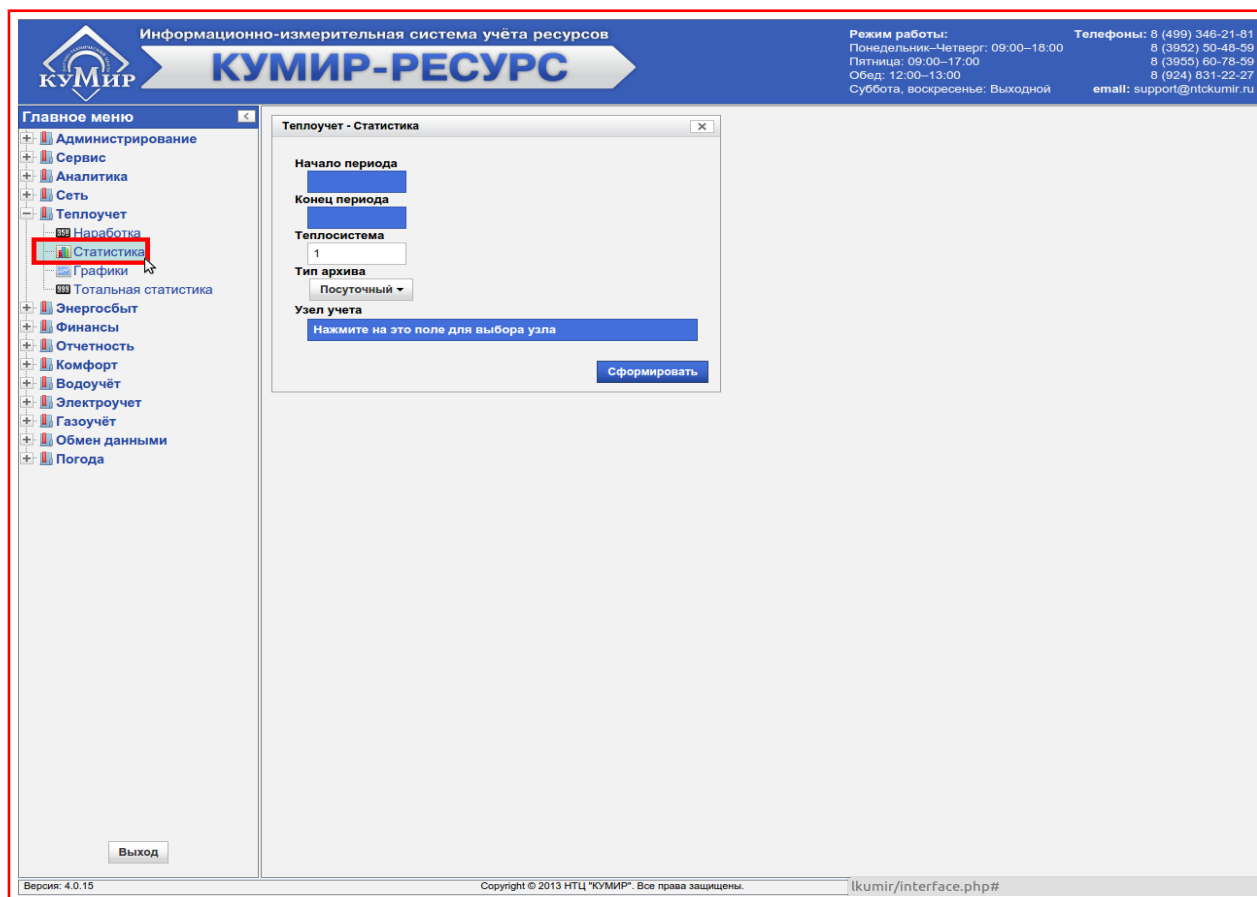 Информационно-измерительная система учёта ресурсов
КУМИР-РЕСУРС
КУМИР
Режим работы:
Понедельник–Четверг: 09:00–18:00
Пятница: 09:00–17:00
Обед: 12:00–13:00
Суббота, воскресенье: Выходной
Телефоны: 8 (499) 346-21-81
8 (3952) 50-48-59
8 (3955) 60-78-59
8 (924) 831-22-27
email: support@ntckumir.ru
Главное меню
Администрирование
Сервис
Аналитика
Сеть
Теплоучет
Наработка
Статистика
Графики
Тотальная статистика
Энергосбыт
Финансы
Отчетность
Комфорт
Водоучёт
Электроучет
Газоучёт
Обмен данными
Погода
Выход
Теплоучет - Статистика
Начало периода
Конец периода
Теплосистема
1
Тип архива
Посуточный
Узел учета
Нажмите на это поле для выбора узла
Сформировать
Версия: 4.0.15
Copyright © 2013 НТЦ "КУМИР". Все права защищены.
lkumir/interface.php#